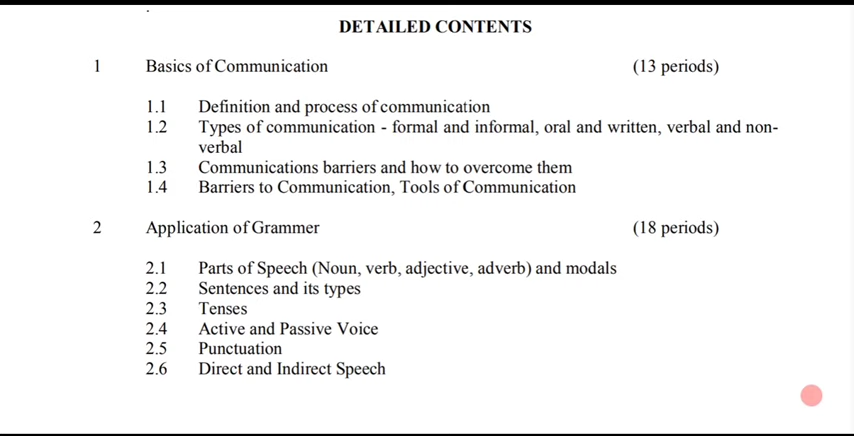 DETAILED CONTENTS
1 Basics of Communication (13 periods)
1.1 Definition and process of communication
1.2 Types of communication - formal and informal, oral and written, verbal and non-
verbal
1.3 Communications barriers and how to overcome them
1.4 Barriers to Communication, Tools of Communication
2 Application of Grammer (18 periods)
2.1 Parts of Speech (Noun, verb, adjective, adverb) and modals
2.2 Sentences and its types
2.3 Tenses
2.4 Active and Passive Voice
2.5 Punctuation
2.6 Direct and Indirect Speech